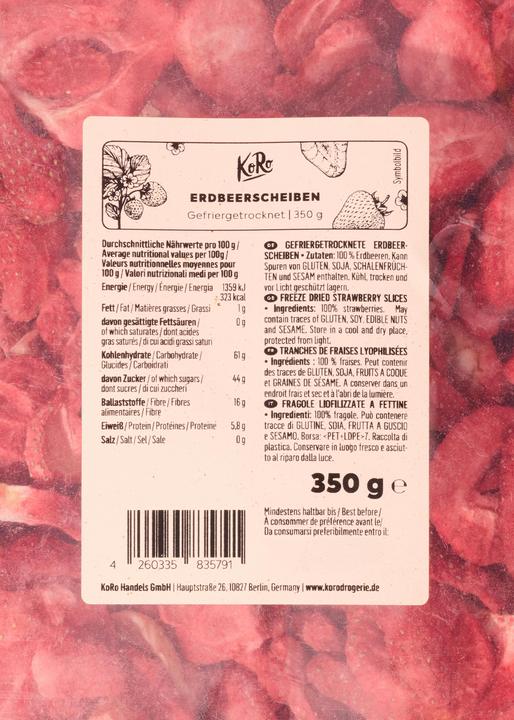 KoRo
Symbolbild
ERDBEERSCHEIBEN
Gefriergetrocknet | 350 g
Durchschnittliche Nährwerte pro 100 g /
Average nutritional values per 100g /
Valeurs nutritionnelles moyennes pour
100 g / Valori nutrizionali medi per 100 g
Energie / Energy / Énergie / Energia 1359 kJ
323 kcal
Fett / Fat / Matières grasses / Grassi 1 g
davon gesättigte Fettsäuren / 0 g
of which saturates / dont acides
gras saturés / di cui acidi grassi saturi
Kohlenhydrate / Carbohydrate / 61 g
Glucides / Carboidrati
davon Zucker / of which sugars / 44 g
dont sucres / di cui zuccheri
Ballaststoffe / Fibre / Fibres 16 g
alimentaires / Fibre
Eiweiß / Protein / Protéines / Proteine 5,8 g
Salz / Salt / Sel / Sale 0 g
DE GEFRIERGETROCKNETE ERDBEER-
SCHEIBEN • Zutaten: 100 % Erdbeeren. Kann
Spuren von GLUTEN, SOJA, SCHALENFRÜCH-
TEN und SESAM enthalten. Kühl, trocken und
vor Licht geschützt lagern.
GB FREEZE DRIED STRAWBERRY SLICES
• Ingredients: 100% strawberries. May
contain traces of GLUTEN, SOY, EDIBLE NUTS
and SESAME. Store in a cool and dry place,
protected from light.
FR TRANCHES DE FRAISES LYOPHILISÉES
• Ingrédients : 100 % fraises. Peut contenir
des traces de GLUTEN, SOJA, FRUITS A COQUE
et GRAINES DE SÉSAME. A conserver dans un
endroit frais et sec et à l'abri de la lumière.
IT FRAGOLE LIOFILIZZATE A FETTINE
• Ingredienti: 100% fragole. Può contenere
tracce di GLUTINE, SOIA, FRUTTA A GUSCIO
e SESAMO. Borsa: <PET+LDPE>7. Raccolta di
plastica. Conservare in luogo fresco e asciut-
to al riparo dalla luce.
350 g ℮
Mindestens haltbar bis / Best before /
À consommer de préférence avant le/
Da consumarsi preferibilmente entro il:
4 260335 835791
KoRo Handels GmbH | Hauptstraße 26, 10827 Berlin, Germany | www.korodrogerie.de